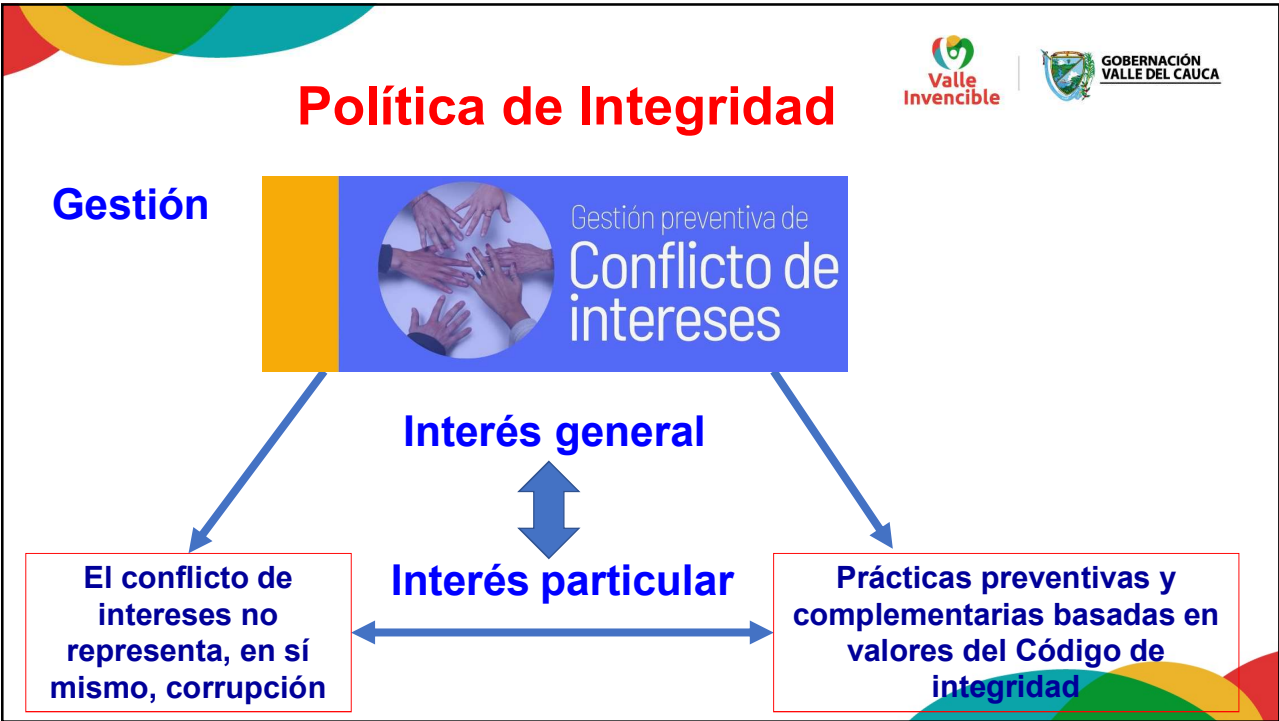 Valle
Invencible
GOBERNACIÓN
VALLE DEL CAUCA
Política de Integridad
Gestión
Gestión preventiva de
Conflicto de
intereses
Interés general
Interés particular
El conflicto de
intereses no
representa, en sí
mismo, corrupción
Prácticas preventivas y
complementarias basadas en
valores del Código de
integridad